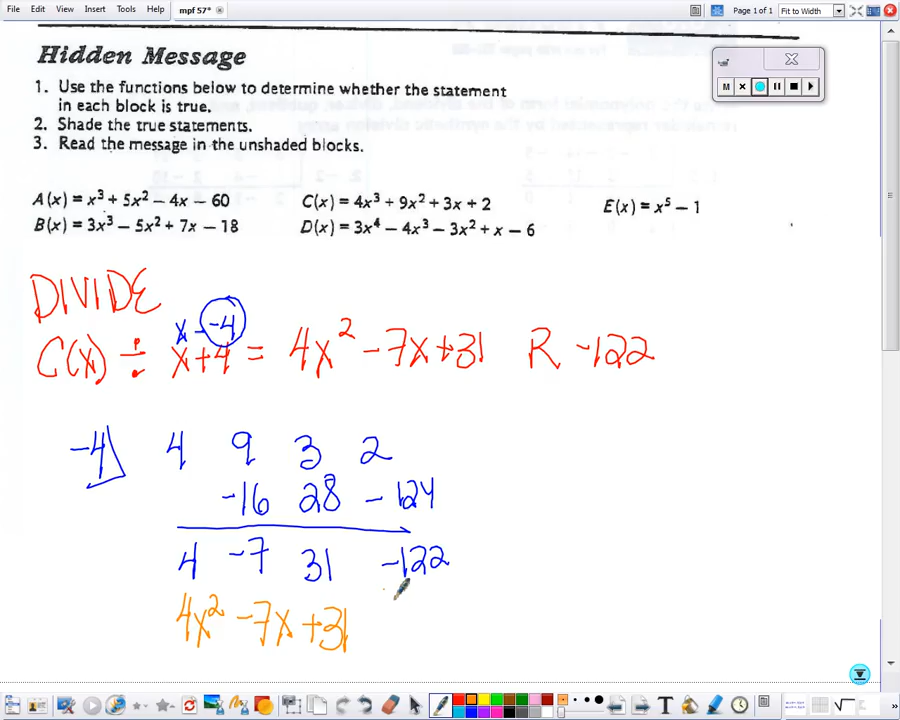 File Edit View Insert Tools Help mpf 57* Page 1 of 1 Fit to Width
Hidden Message
1. Use the functions below to determine whether the statement
in each block is true.
2. Shade the true statements.
3. Read the message in the unshaded blocks.
A(x) = x³ + 5x² − 4x − 60 C(x) = 4x³ + 9x² + 3x + 2 E(x) = x⁵ − 1
B(x) = 3x³ − 5x² + 7x − 18 D(x) = 3x⁴ − 4x³ − 3x² + x − 6
DIVIDE
x − -4
C(x) ÷ x+4 = 4x² − 7x + 31 R -122
-4 4 9 3 2
-16 28 -124
4 -7 31 -122
4x² − 7x + 31